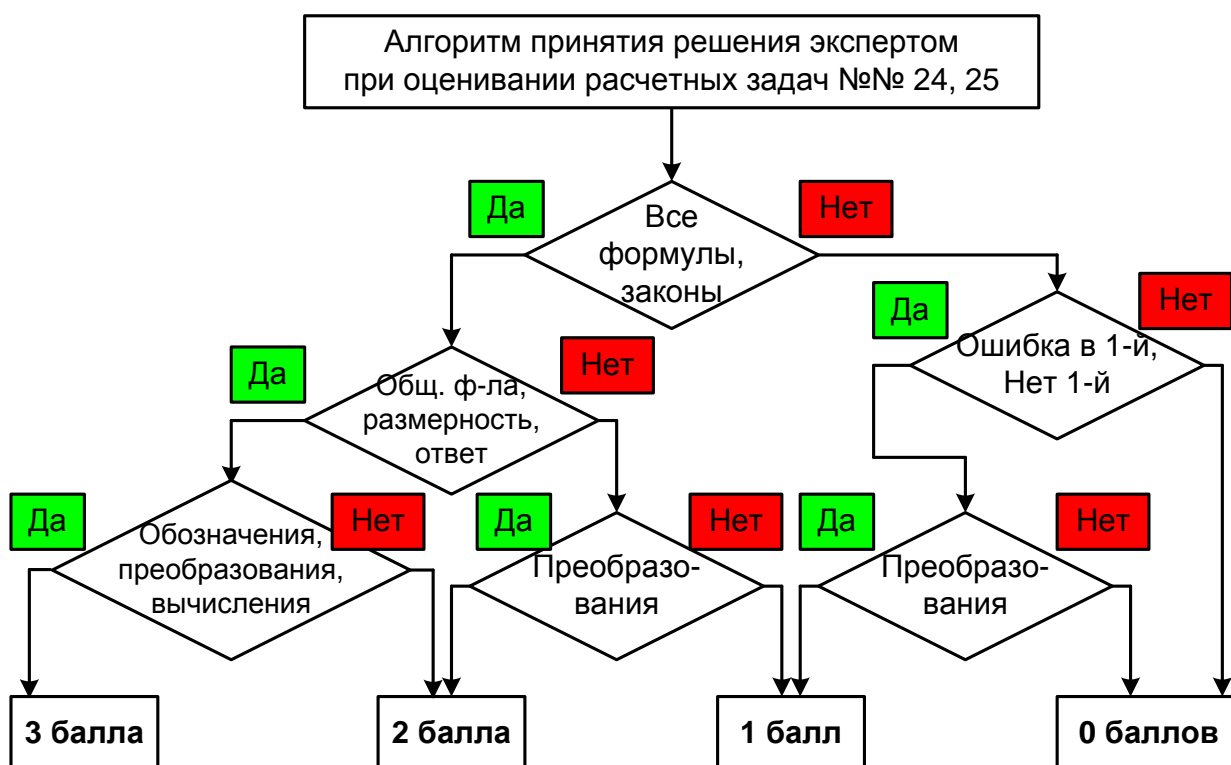 Алгоритм принятия решения экспертом
при оценивании расчетных задач №№ 24, 25
Да
Нет
Все
формулы,
законы
Да
Нет
Ошибка в 1-й,
Нет 1-й
Да
Нет
Общ. ф-ла,
размерность,
ответ
Да
Нет
Обозначения,
преобразования,
вычисления
Да
Нет
Преобразо-
вания
Да
Нет
Преобразо-
вания
3 балла
2 балла
1 балл
0 баллов